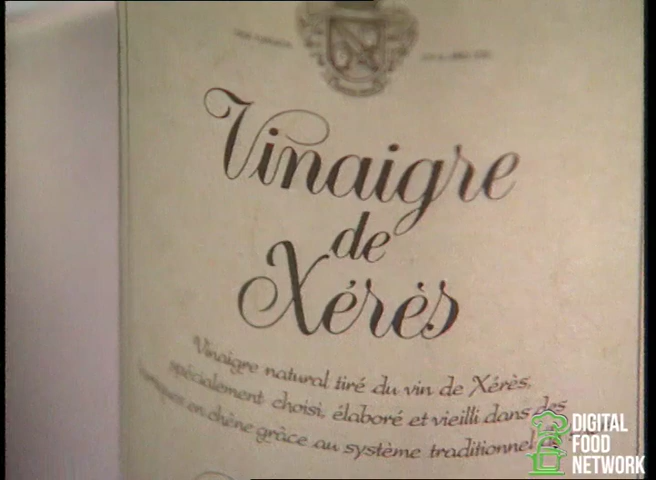 Vinaigre
de
Xérès
Vinaigre natural tiré du vin de Xérès,
spécialement choisi, élaboré et vieilli dans des
en chêne grâce au système traditionnel de
DIGITAL
FOOD
NETWORK